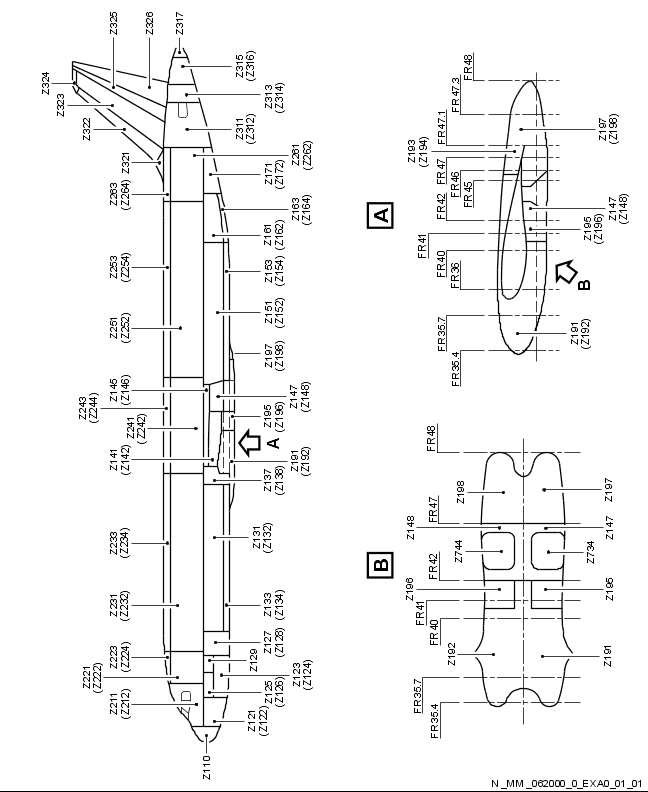 Z317
Z326
Z325
Z324
Z323
Z322
Z321
Z315
(Z316)
Z313
(Z314)
Z311
(Z312)
Z261
(Z262)
Z171
(Z172)
Z163
(Z164)
Z161
(Z162)
Z153
(Z154)
Z151
(Z152)
Z197
(Z198)
Z147
(Z148)
Z195
(Z196)
A
Z191
(Z192)
Z137
(Z138)
Z131
(Z132)
Z133
(Z134)
Z127
(Z128)
Z129
Z123
(Z124)
Z125
(Z126)
Z121
(Z122)
Z110
Z263
(Z264)
Z253
(Z254)
Z251
(Z252)
Z145
(Z146)
Z243
(Z244)
Z241
(Z242)
Z141
(Z142)
Z233
(Z234)
Z231
(Z232)
Z223
(Z224)
Z221
(Z222)
Z211
(Z212)
A
FR48
FR47.3
FR47.1
Z193
(Z194)
FR47
FR46
FR45
FR42
FR41
FR40
FR36
FR35.7
FR35.4
Z197
(Z198)
Z147
(Z148)
Z195
(Z196)
B
Z191
(Z192)
B
FR48
Z198
Z197
FR47
Z148
Z147
Z744
Z734
FR42
Z196
Z195
FR41
FR40
Z192
Z191
FR35.7
FR35.4
N_MM_062000_0_EXA0_01_01